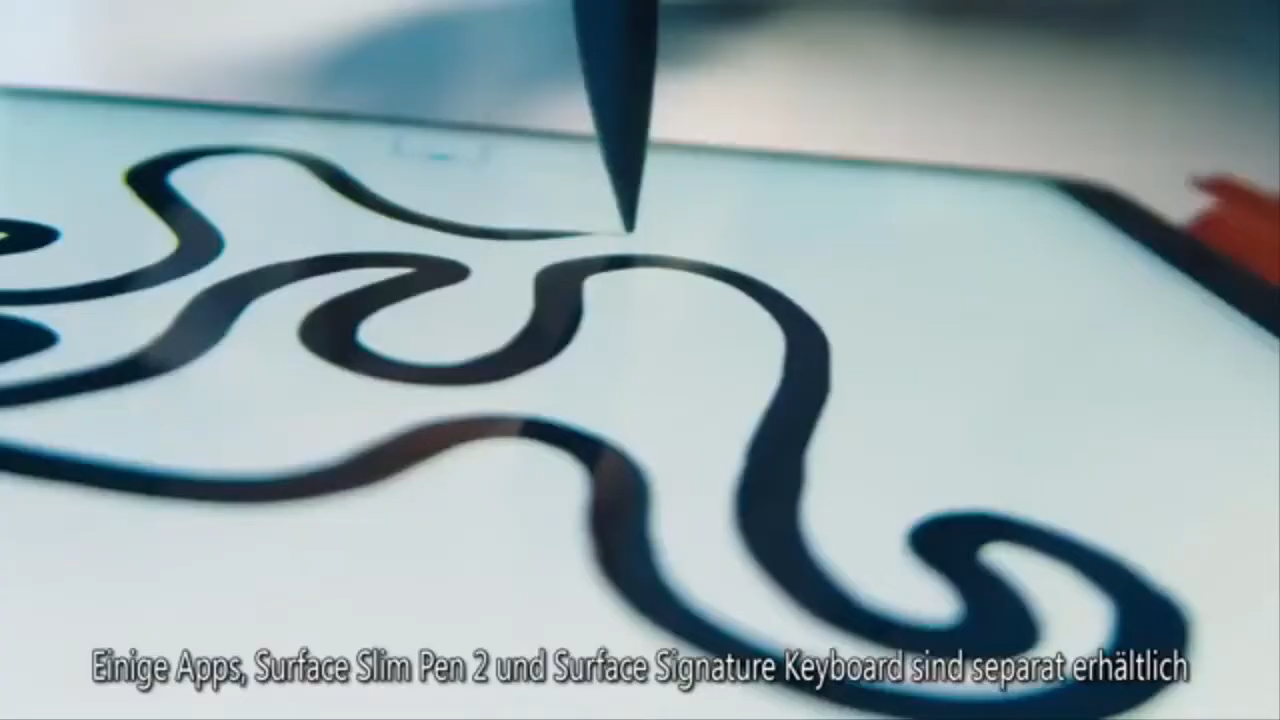 Einige Apps, Surface Slim Pen 2 und Surface Signature Keyboard sind separat erhältlich